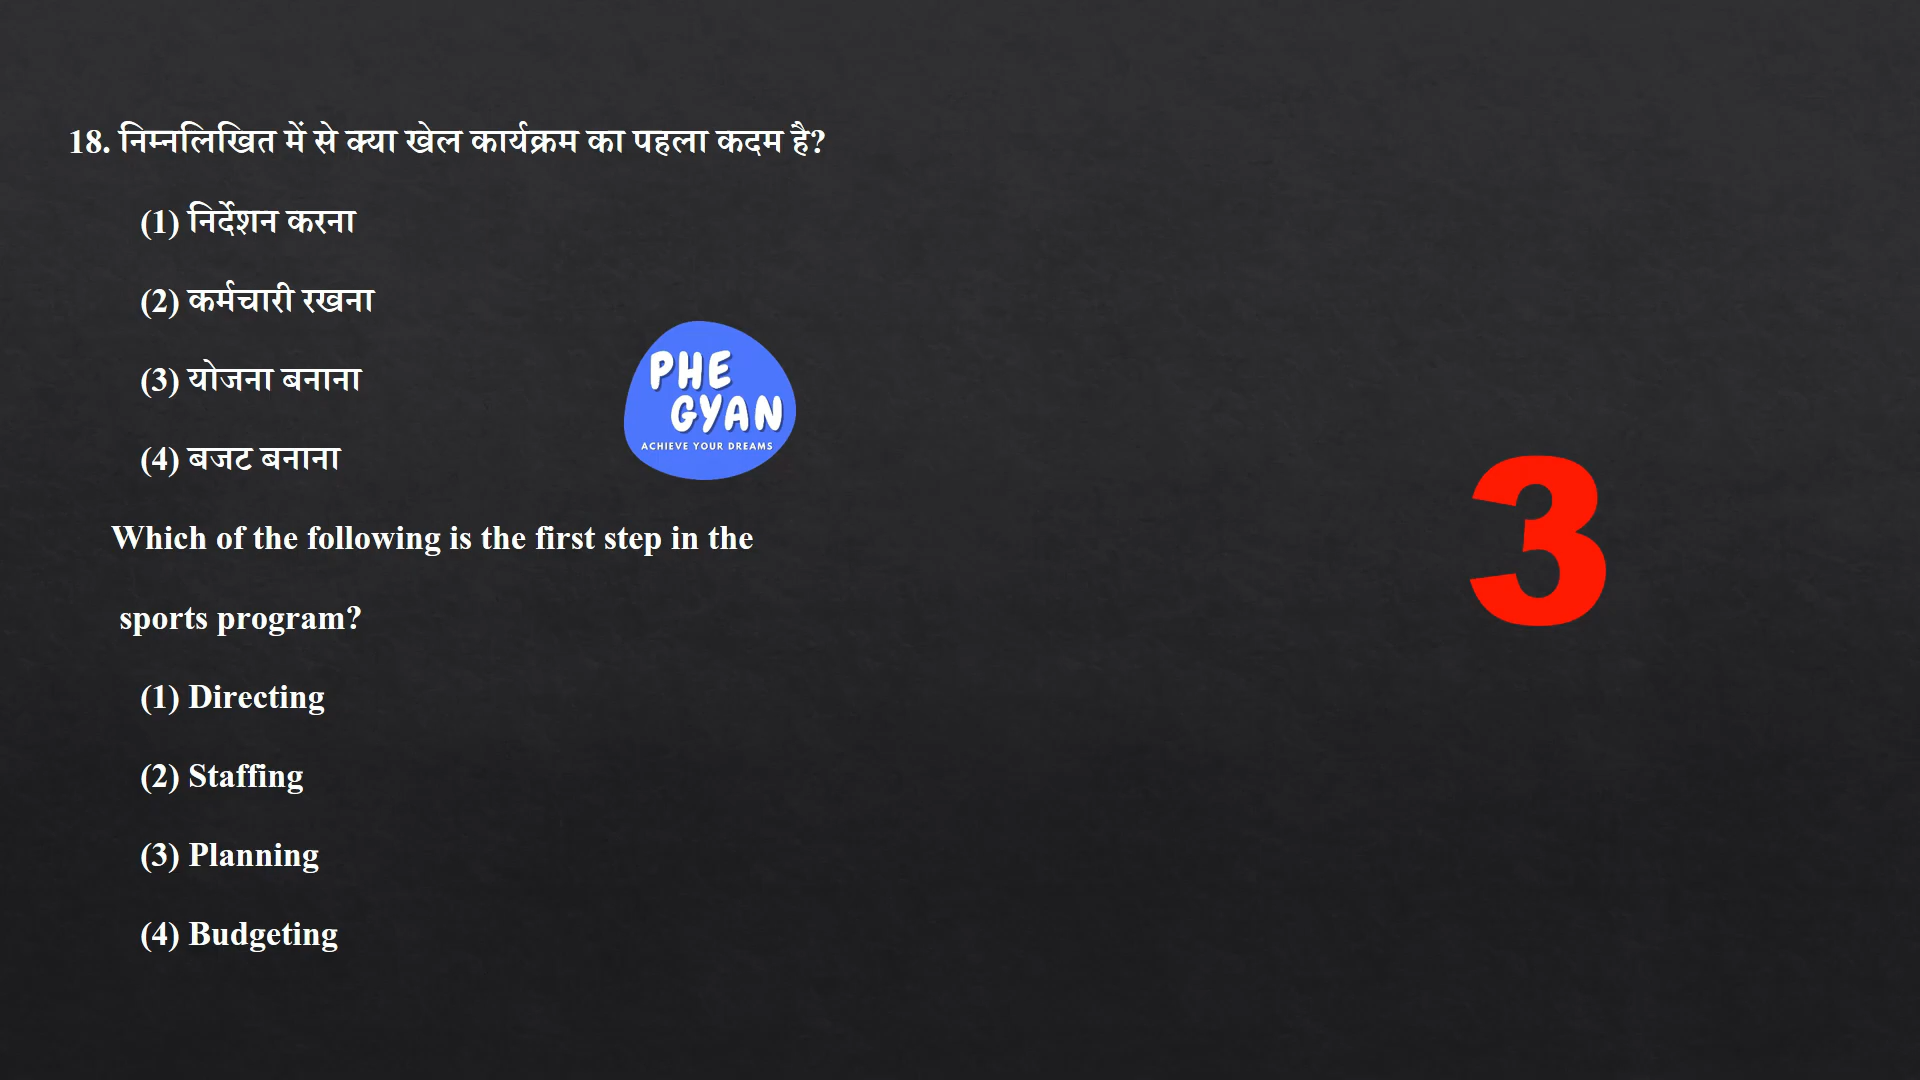 18. निम्नलिखित में से क्या खेल कार्यक्रम का पहला कदम है?
(1) निर्देशन करना
(2) कर्मचारी रखना
(3) योजना बनाना
(4) बजट बनाना
PHE
GYAN
ACHIEVE YOUR DREAMS
Which of the following is the first step in the
sports program?
(1) Directing
(2) Staffing
(3) Planning
(4) Budgeting
3